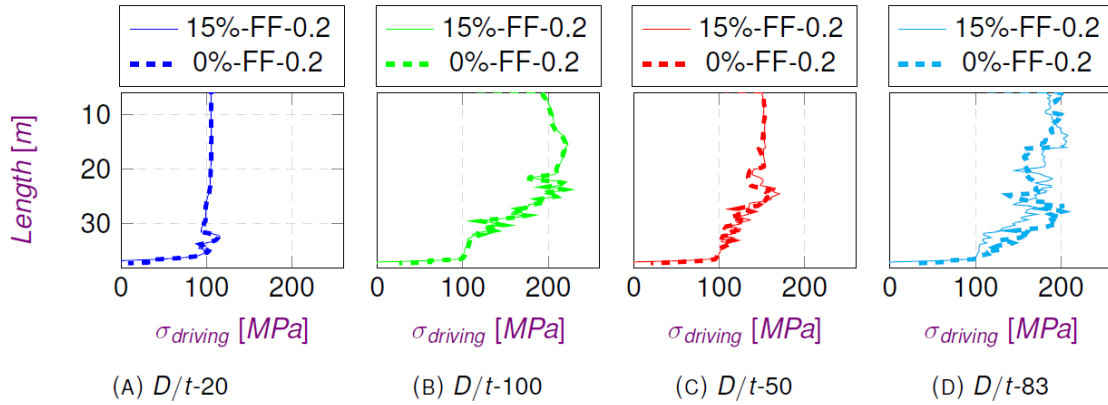 15%-FF-0.2
0%-FF-0.2
15%-FF-0.2
0%-FF-0.2
15%-FF-0.2
0%-FF-0.2
15%-FF-0.2
0%-FF-0.2
Length [m]
10
20
30
0 100 200
0 100 200
0 100 200
0 100 200
σdriving [MPa]
σdriving [MPa]
σdriving [MPa]
σdriving [MPa]
(A) D/t-20
(B) D/t-100
(C) D/t-50
(D) D/t-83